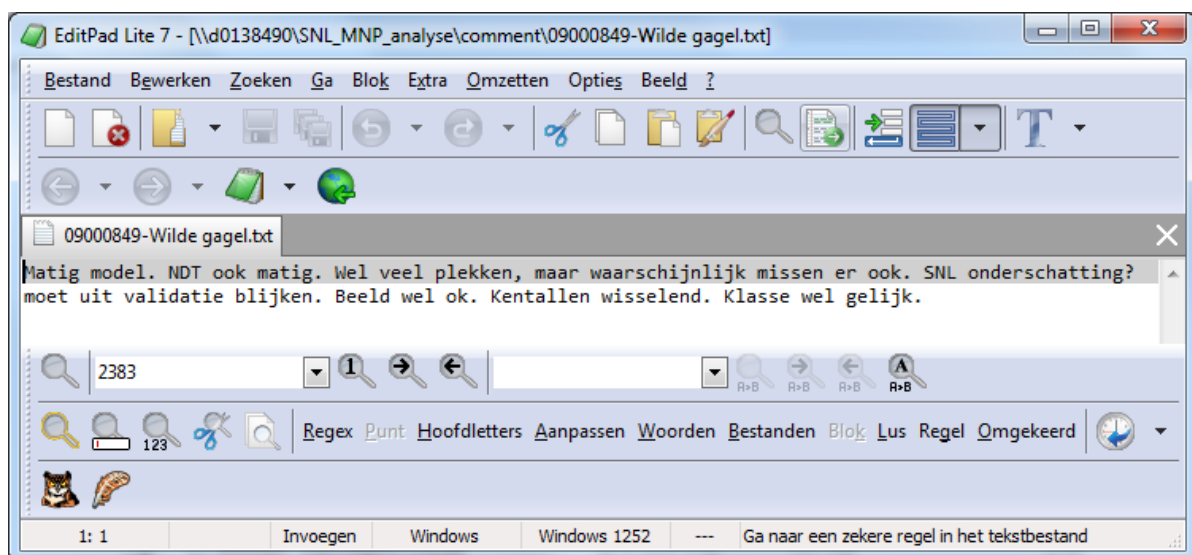 EditPad Lite 7 - [\\d0138490\SNL_MNP_analyse\comment\09000849-Wilde gagel.txt]
Bestand Bewerken Zoeken Ga Blok Extra Omzetten Opties Beeld ?
09000849-Wilde gagel.txt
Matig model. NDT ook matig. Wel veel plekken, maar waarschijnlijk missen er ook. SNL onderschatting?
moet uit validatie blijken. Beeld wel ok. Kentallen wisselend. Klasse wel gelijk.
2383 1 A>B A>B A>B A A>B
123 Regex Punt Hoofdletters Aanpassen Woorden Bestanden Blok Lus Regel Omgekeerd
1: 1 Invoegen Windows Windows 1252 --- Ga naar een zekere regel in het tekstbestand